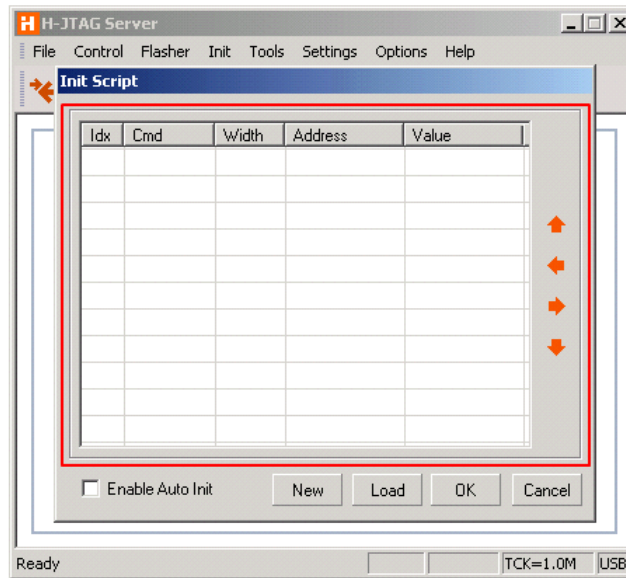 H H-JTAG Server
File Control Flasher Init Tools Settings Options Help
Init Script
Idx Cmd Width Address Value
Enable Auto Init New Load OK Cancel
Ready TCK=1.0M USB